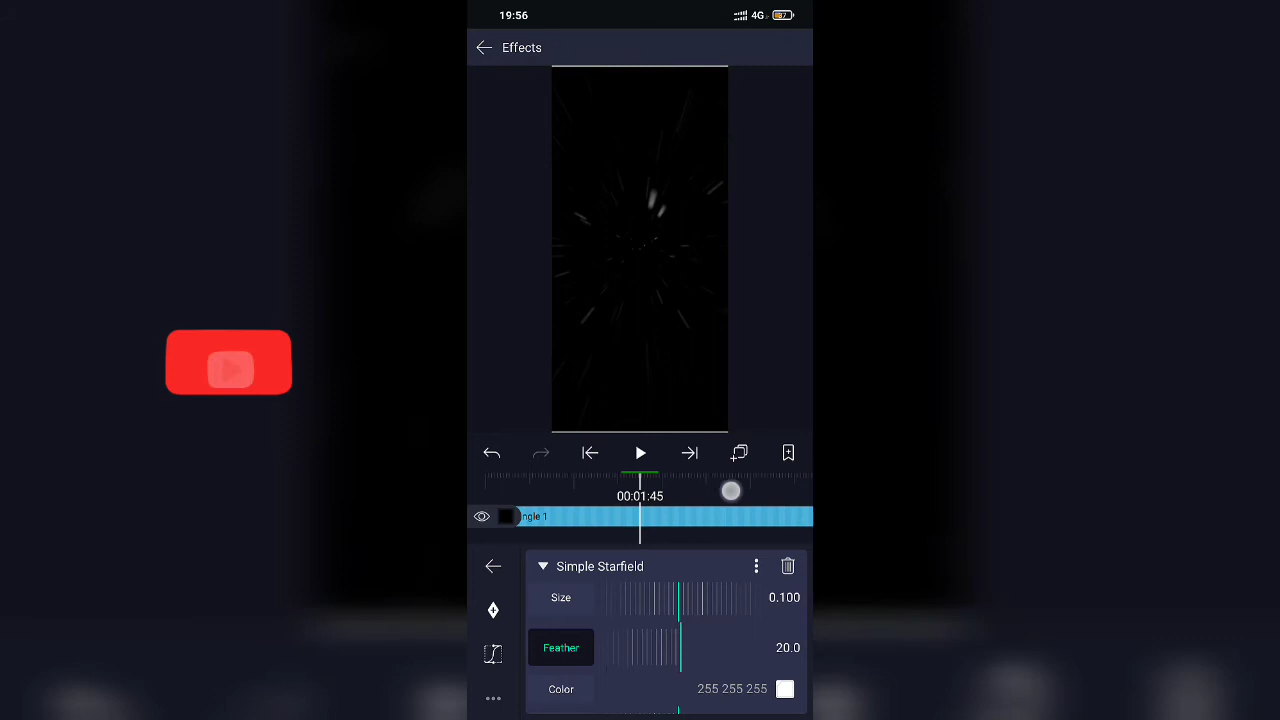 19:56
4G
87
Effects
00:01:45
ngle 1
Simple Starfield
Size
0.100
Feather
20.0
Color
255 255 255